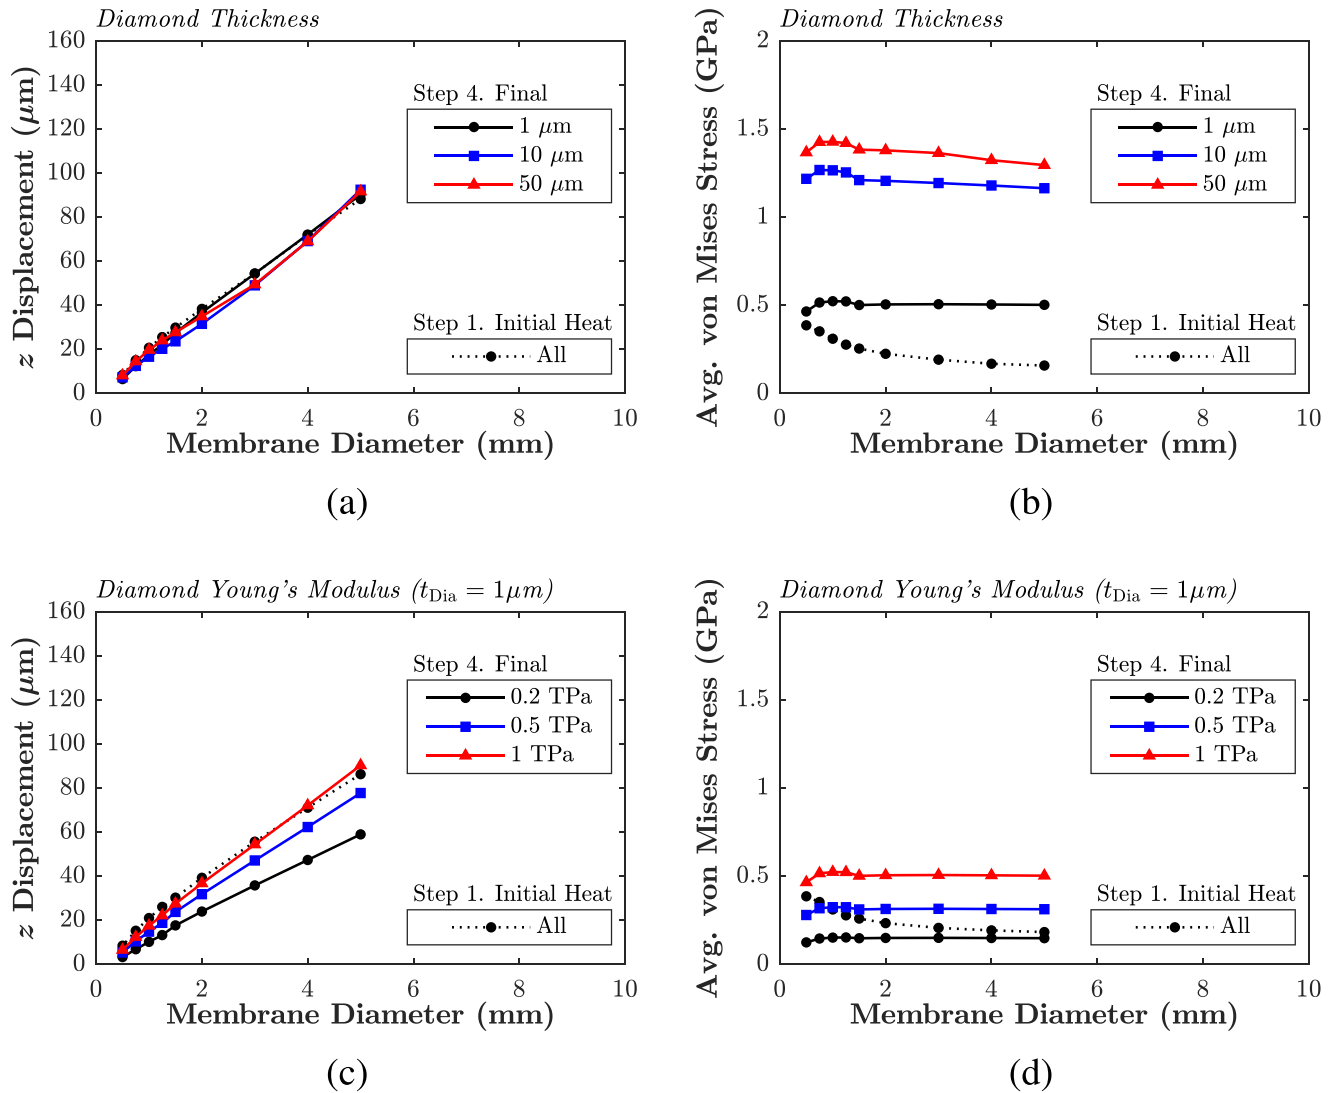 Diamond Thickness
160
140
120
100
80
60
40
20
0
z Displacement (μm)
Step 4. Final
1 μm
10 μm
50 μm
Step 1. Initial Heat
All
0 2 4 6 8 10
Membrane Diameter (mm)
(a)
Diamond Thickness
2
1.5
1
0.5
0
Avg. von Mises Stress (GPa)
Step 4. Final
1 μm
10 μm
50 μm
Step 1. Initial Heat
All
0 2 4 6 8 10
Membrane Diameter (mm)
(b)
Diamond Young's Modulus (tDia = 1μm)
160
140
120
100
80
60
40
20
0
z Displacement (μm)
Step 4. Final
0.2 TPa
0.5 TPa
1 TPa
Step 1. Initial Heat
All
0 2 4 6 8 10
Membrane Diameter (mm)
(c)
Diamond Young's Modulus (tDia = 1μm)
2
1.5
1
0.5
0
Avg. von Mises Stress (GPa)
Step 4. Final
0.2 TPa
0.5 TPa
1 TPa
Step 1. Initial Heat
All
0 2 4 6 8 10
Membrane Diameter (mm)
(d)